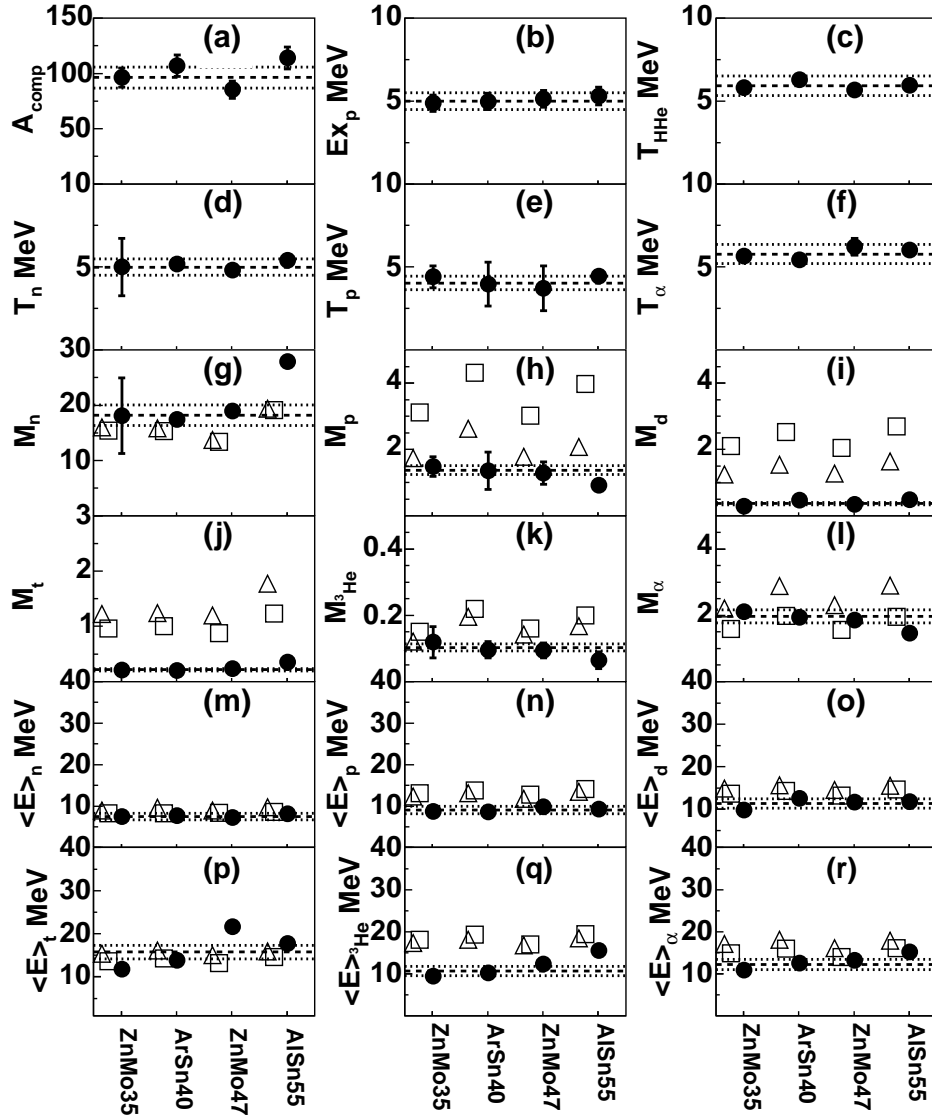 150
100
50
10
A_comp
(a)
10
5
10
Ex_p MeV
(b)
10
5
10
T_HHe MeV
(c)
5
T_n MeV
(d)
5
T_p MeV
(e)
5
T_α MeV
(f)
30
20
10
3
M_n
(g)
4
2
M_p
(h)
4
2
M_d
(i)
2
1
40
M_t
(j)
0.4
0.2
40
M_³He
(k)
4
2
40
M_α
(l)
30
20
10
40
<E>_n MeV
(m)
30
20
10
40
<E>_p MeV
(n)
30
20
10
40
<E>_d MeV
(o)
30
20
10
<E>_t MeV
(p)
30
20
10
<E>_³He MeV
(q)
30
20
10
<E>_α MeV
(r)
ZnMo35
ArSn40
ZnMo47
AlSn55
ZnMo35
ArSn40
ZnMo47
AlSn55
ZnMo35
ArSn40
ZnMo47
AlSn55